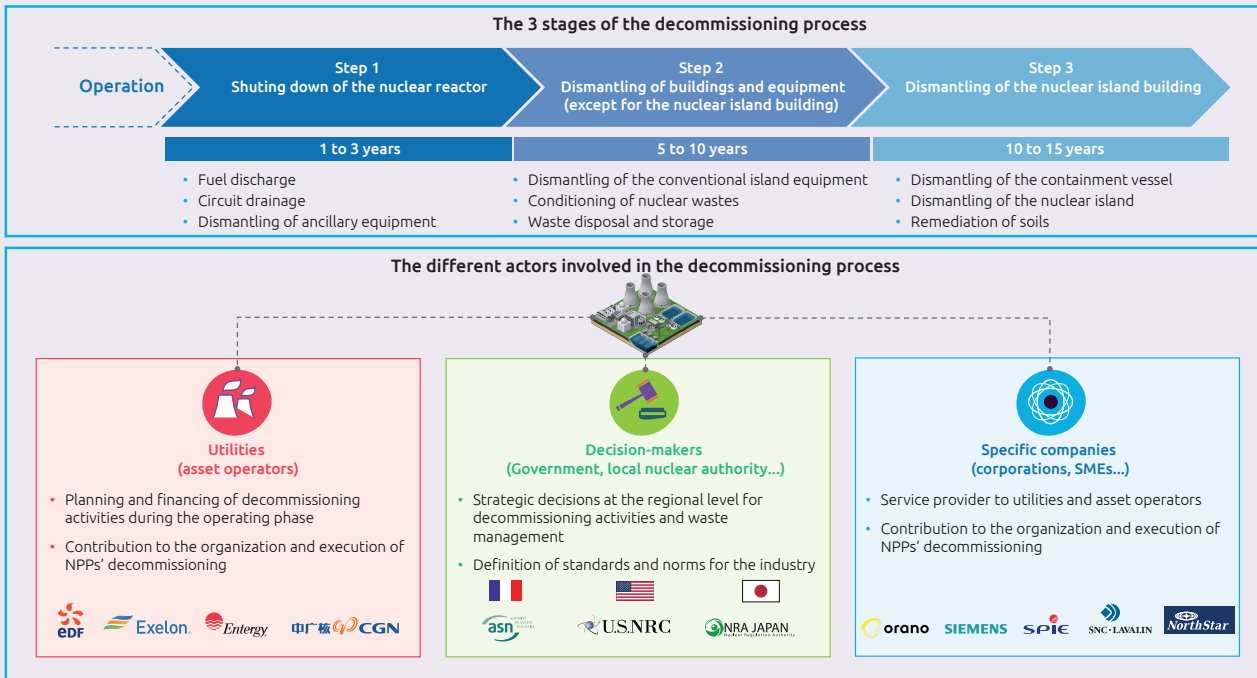 The 3 stages of the decommissioning process
Operation
Step 1
Shuting down of the nuclear reactor
Step 2
Dismantling of buildings and equipment
(except for the nuclear island building)
Step 3
Dismantling of the nuclear island building
1 to 3 years
5 to 10 years
10 to 15 years
• Fuel discharge
• Circuit drainage
• Dismantling of ancillary equipment
• Dismantling of the conventional island equipment
• Conditioning of nuclear wastes
• Waste disposal and storage
• Dismantling of the containment vessel
• Dismantling of the nuclear island
• Remediation of soils
The different actors involved in the decommissioning process
Utilities
(asset operators)
• Planning and financing of decommissioning
activities during the operating phase
• Contribution to the organization and execution of
NPPs' decommissioning
eDF
Exelon.
Entergy
中广核 CGN
Decision-makers
(Government, local nuclear authority...)
• Strategic decisions at the regional level for
decommissioning activities and waste
management
• Definition of standards and norms for the industry
asn
U.S.NRC
NRA JAPAN
Nuclear Regulation Authority
Specific companies
(corporations, SMEs...)
• Service provider to utilities and asset operators
• Contribution to the organization and execution of
NPPs' decommissioning
orano
SIEMENS
SPIE
SNC•LAVALIN
NorthStar